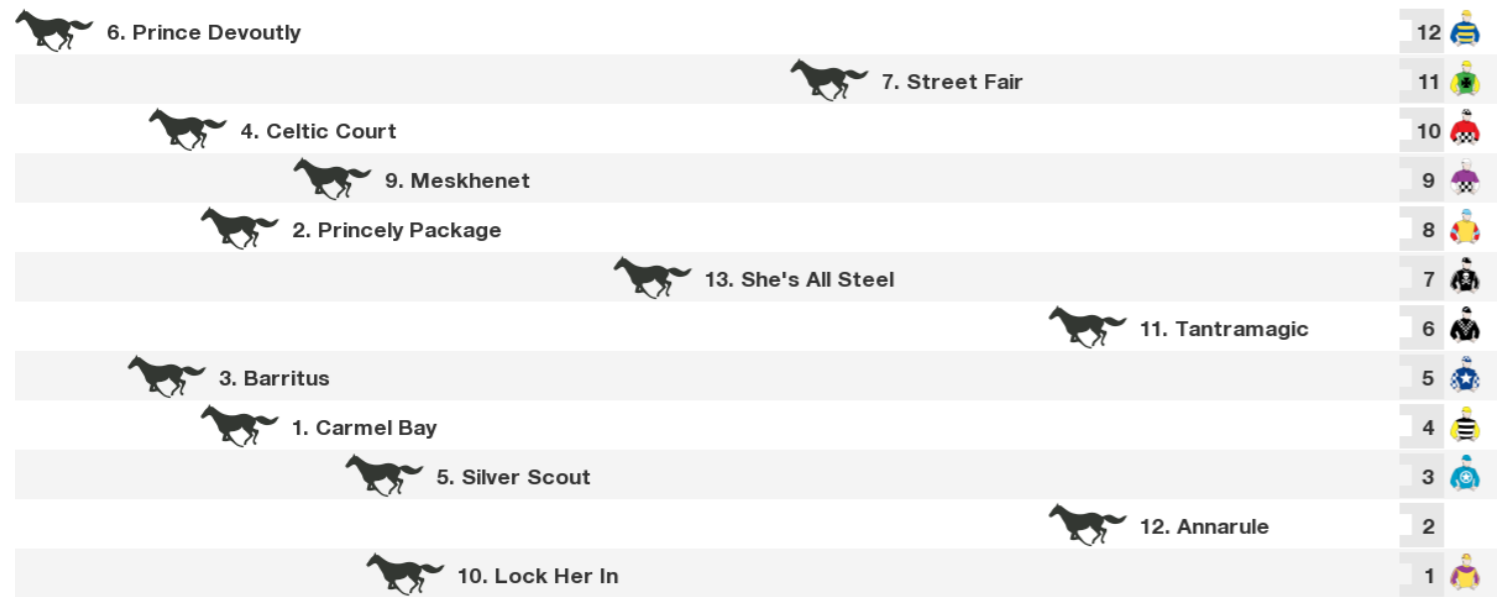 6. Prince Devoutly 12
7. Street Fair 11
4. Celtic Court 10
9. Meskhenet 9
2. Princely Package 8
13. She's All Steel 7
11. Tantramagic 6
3. Barritus 5
1. Carmel Bay 4
5. Silver Scout 3
12. Annarule 2
10. Lock Her In 1